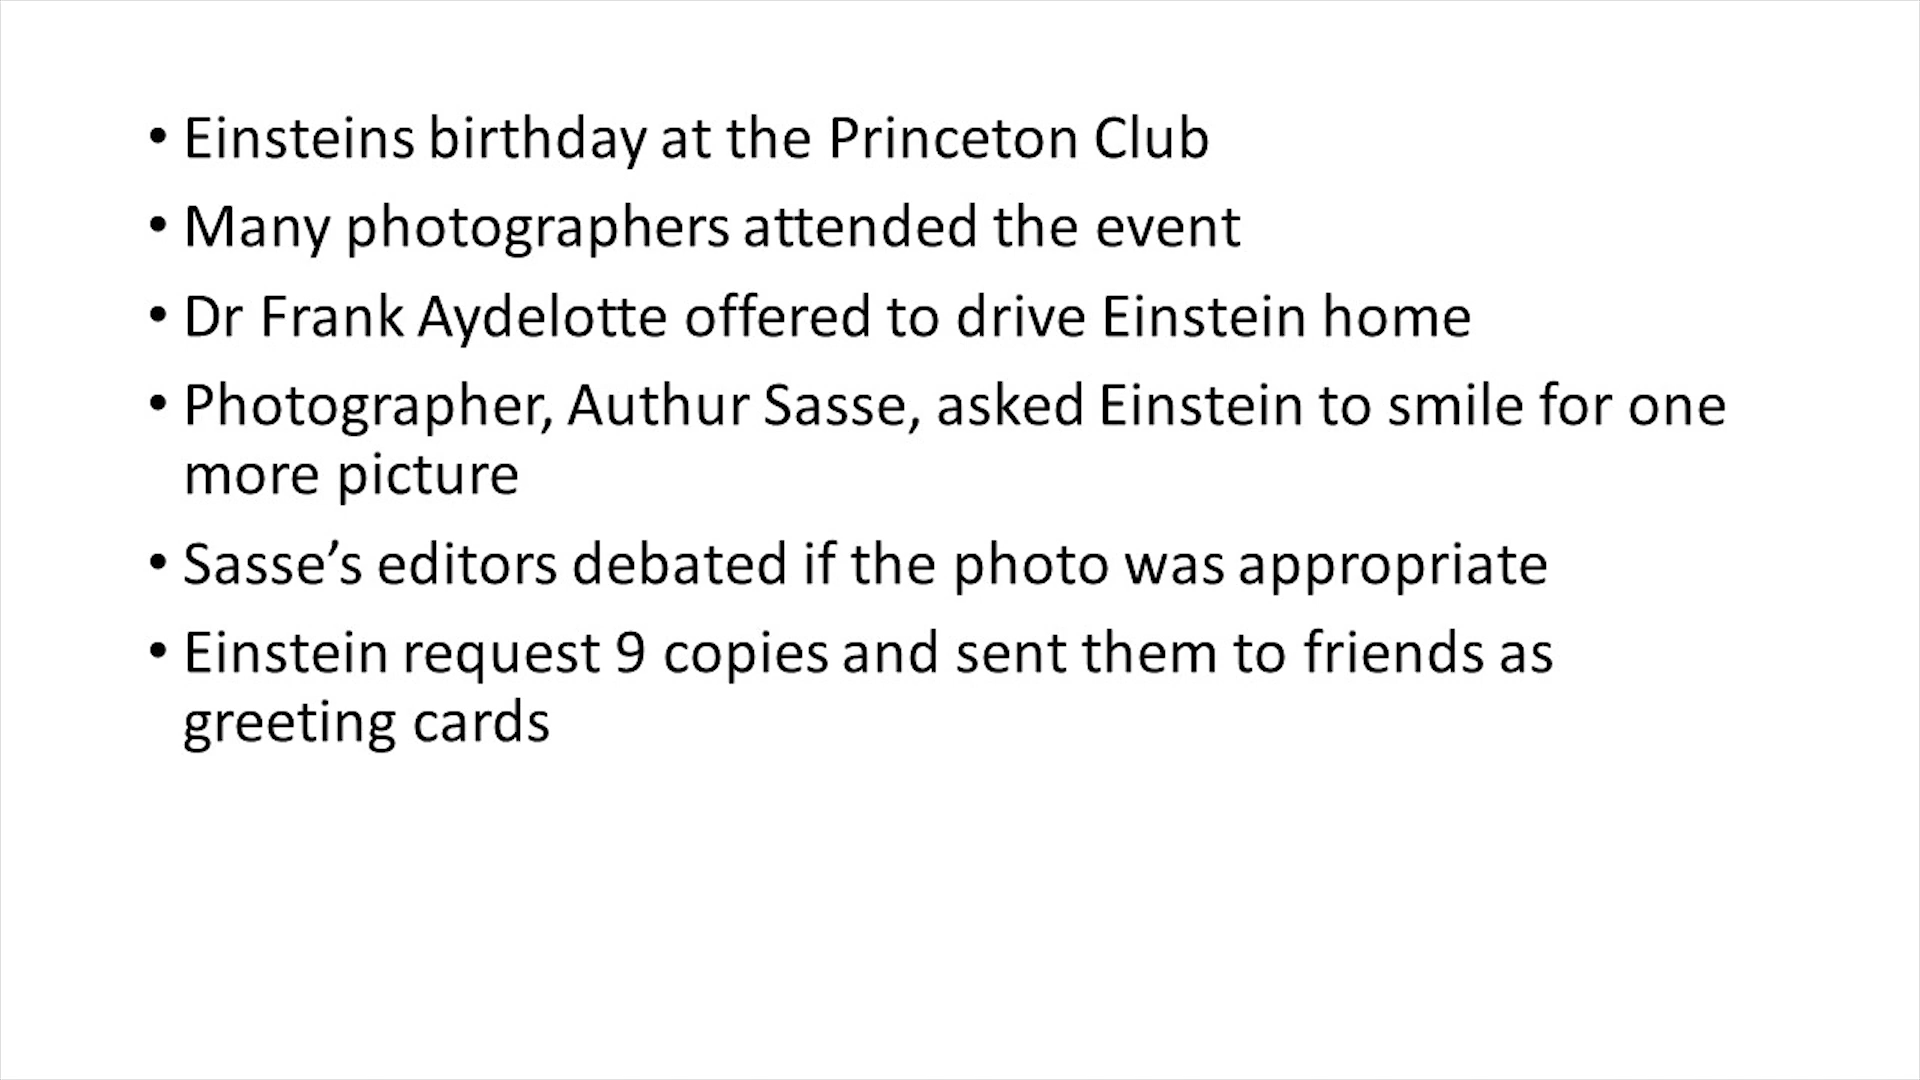 • Einsteins birthday at the Princeton Club
• Many photographers attended the event
• Dr Frank Aydelotte offered to drive Einstein home
• Photographer, Authur Sasse, asked Einstein to smile for one
more picture
• Sasse’s editors debated if the photo was appropriate
• Einstein request 9 copies and sent them to friends as
greeting cards